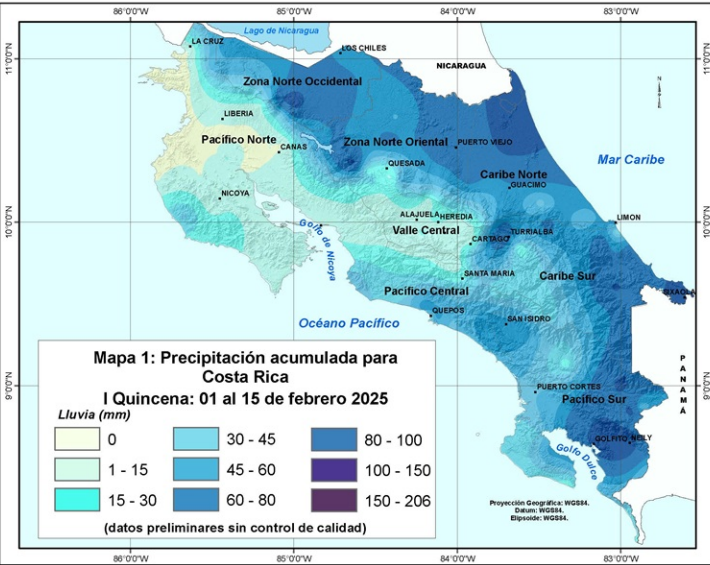 86°0'0"W 85°0'0"W 84°0'0"W 83°0'0"W
Lago de Nicaragua
LA CRUZ
LOS CHILES
11°0'0"N
11°0'0"N
NICARAGUA
N
Zona Norte Occidental
LIBERIA
Pacífico Norte
CANAS
Zona Norte Oriental
PUERTO VIEJO
Mar Caribe
QUESADA
Caribe Norte
GUACIMO
NICOYA
ALAJUELA
HEREDIA
LIMON
10°0'0"N
10°0'0"N
Valle Central
Golfo de Nicoya
CARTAGO
TURRIALBA
SANTA MARIA
Caribe Sur
SIXAOLA
Pacífico Central
QUEPOS
SAN ISIDRO
Océano Pacífico
PANAMÁ
9°0'0"N
9°0'0"N
PUERTO CORTES
Pacífico Sur
GOLFITO
NEILY
Golfo Dulce
Mapa 1: Precipitación acumulada para
Costa Rica
I Quincena: 01 al 15 de febrero 2025
Lluvia (mm)
0
30 - 45
80 - 100
1 - 15
45 - 60
100 - 150
15 - 30
60 - 80
150 - 206
(datos preliminares sin control de calidad)
Proyección Geográfica: WGS84.
Datum: WGS84.
Elipsoide: WGS84.
86°0'0"W 85°0'0"W 84°0'0"W 83°0'0"W